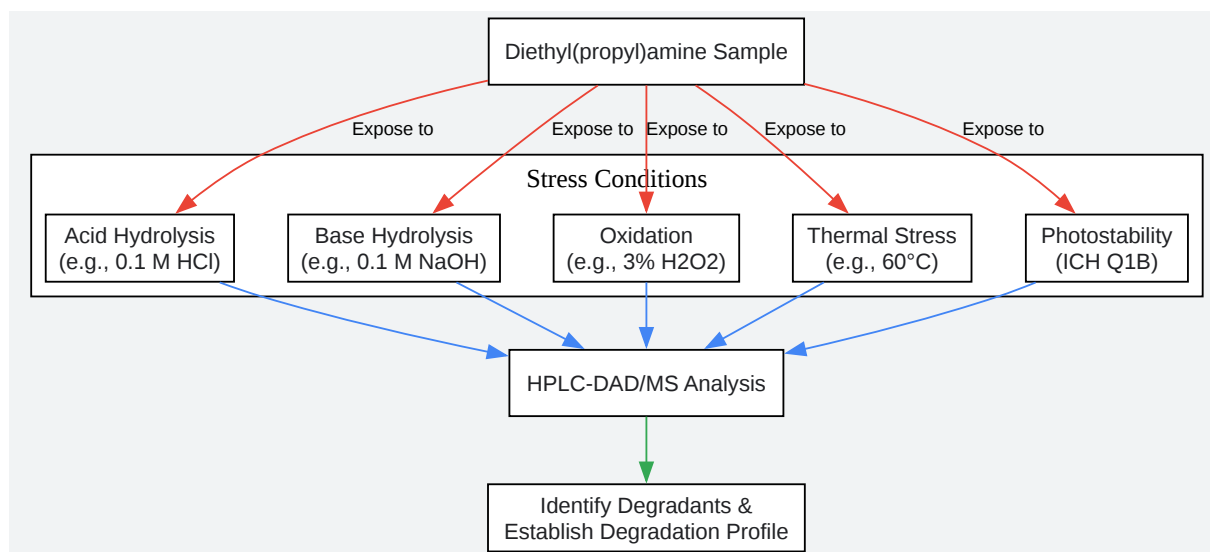 Diethyl(propyl)amine Sample
Expose to
Expose to
Expose to
Expose to
Expose to
Stress Conditions
Acid Hydrolysis
(e.g., 0.1 M HCl)
Base Hydrolysis
(e.g., 0.1 M NaOH)
Oxidation
(e.g., 3% H2O2)
Thermal Stress
(e.g., 60°C)
Photostability
(ICH Q1B)
HPLC-DAD/MS Analysis
Identify Degradants &
Establish Degradation Profile